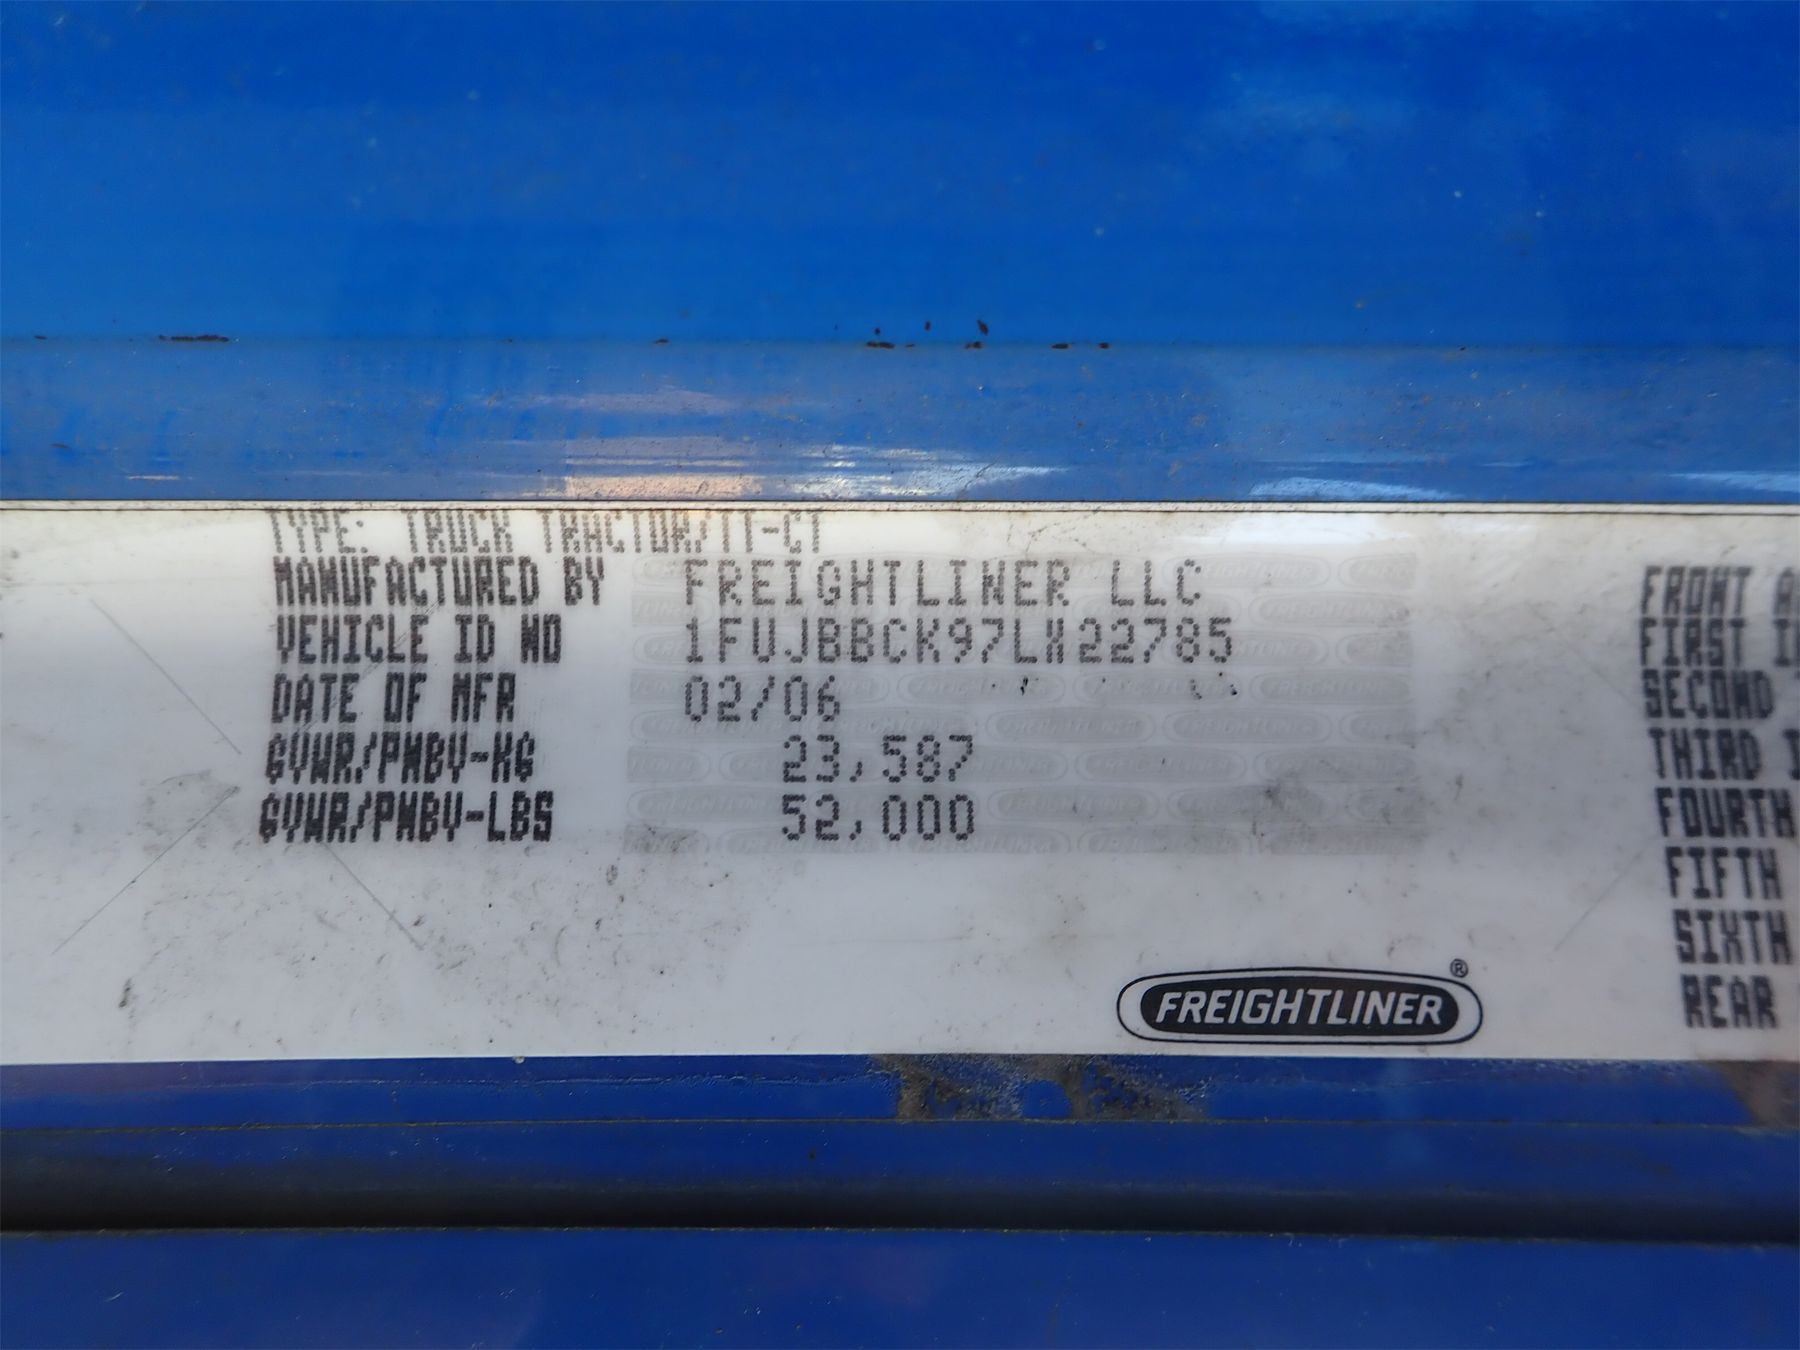 TYPE: TRUCK TRACTOR/TT-CT
MANUFACTURED BY FREIGHTLINER LLC
VEHICLE ID NO 1FUJBBCK97LX22785
DATE OF MFR 02/06
GVWR/PNBV-KG 23,587
GVWR/PNBV-LBS 52,000
FREIGHTLINER ®
FRONT
FIRST
SECOND
THIRD
FOURTH
FIFTH
SIXTH
REAR